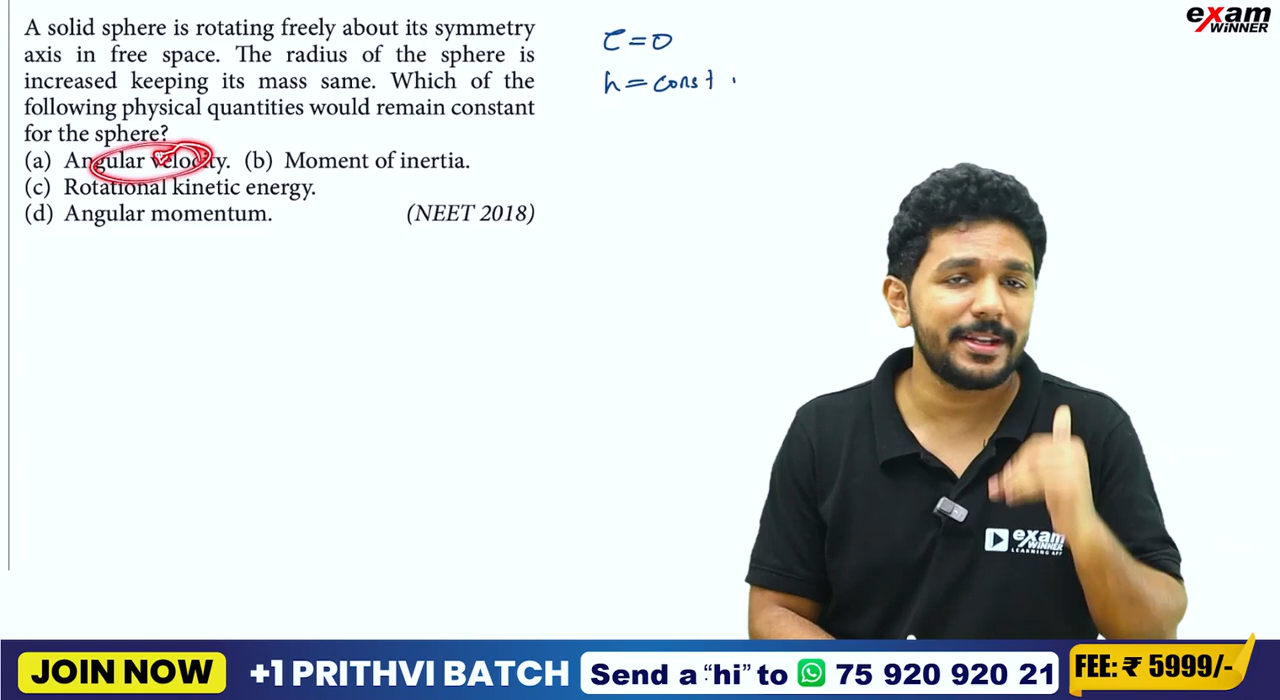 A solid sphere is rotating freely about its symmetry
axis in free space. The radius of the sphere is
increased keeping its mass same. Which of the
following physical quantities would remain constant
for the sphere?
(a) Angular velocity. (b) Moment of inertia.
(c) Rotational kinetic energy.
(d) Angular momentum. (NEET 2018)
τ = 0
h = const.
exam
WiNNER
exam
WiNNER
LEARNING APP
JOIN NOW
+1 PRITHVI BATCH
Send a “hi” to 75 920 920 21
FEE: ₹ 5999/-